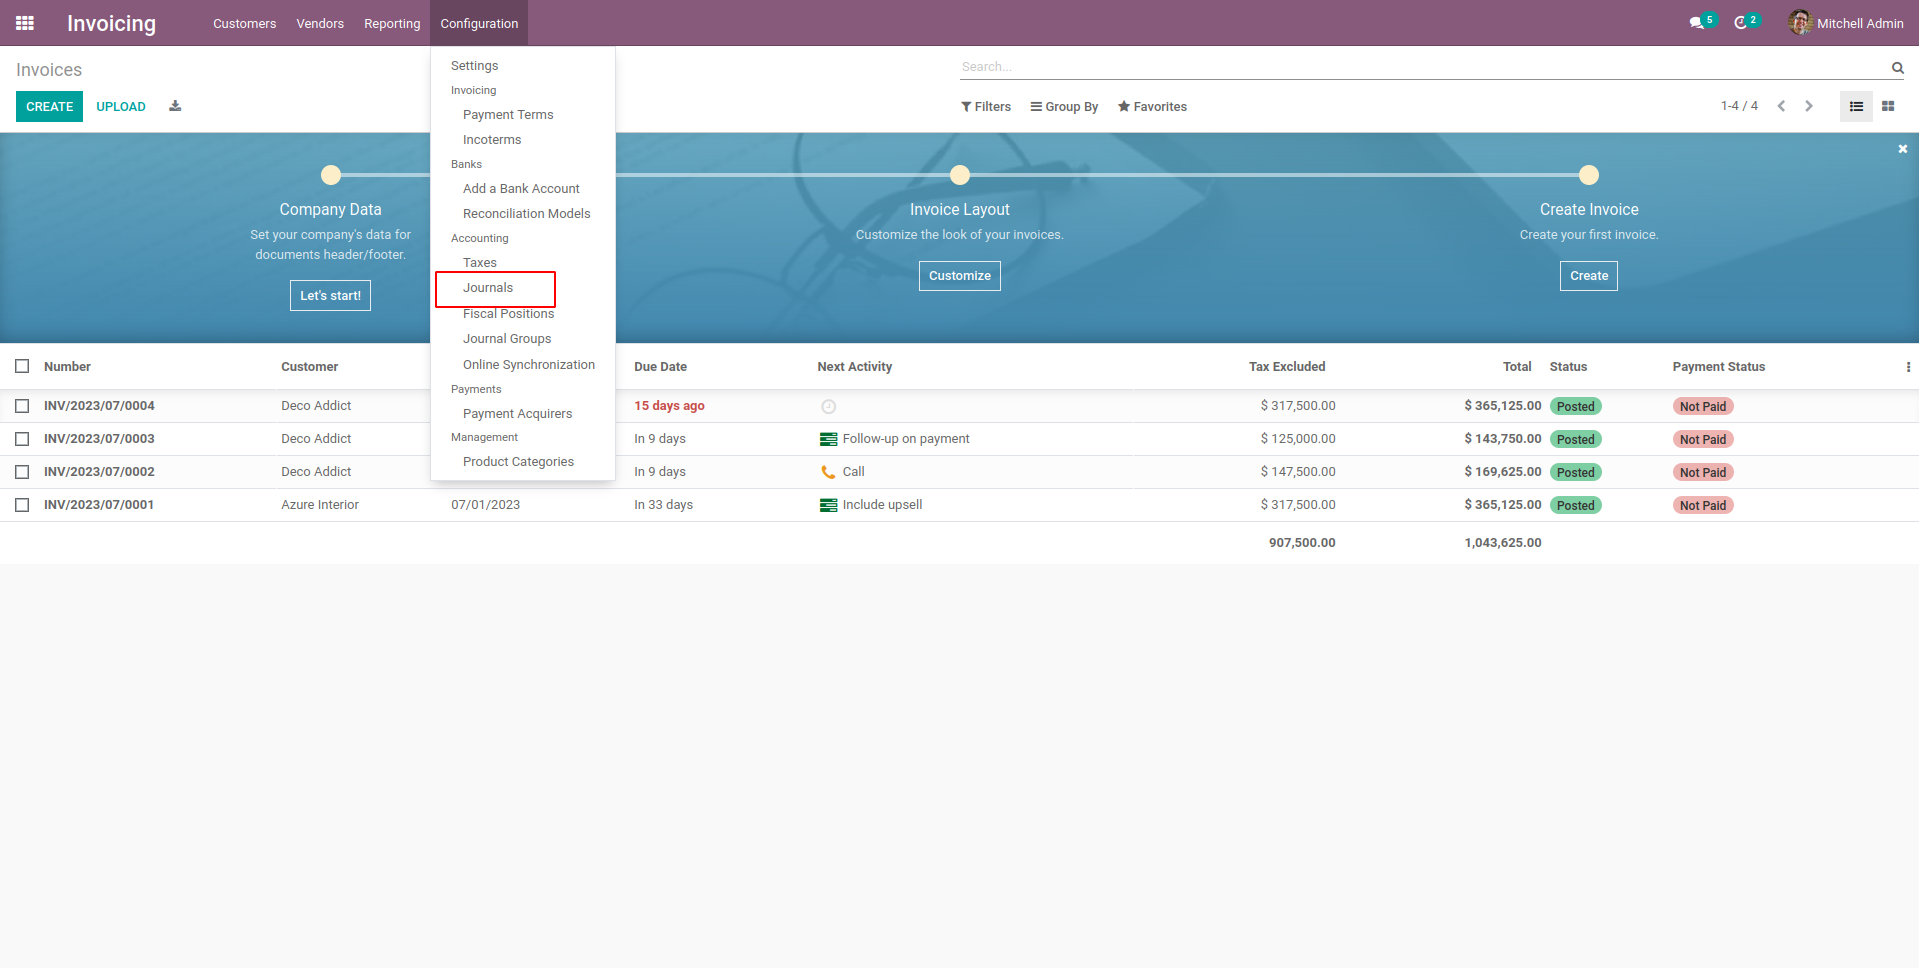 Invoicing
Customers Vendors Reporting Configuration
5 2 Mitchell Admin
Invoices
Search...
CREATE UPLOAD
Filters Group By Favorites
1-4 / 4
Settings
Invoicing
Payment Terms
Incoterms
Banks
Add a Bank Account
Reconciliation Models
Accounting
Taxes
Journals
Fiscal Positions
Journal Groups
Online Synchronization
Payments
Payment Acquirers
Management
Product Categories
Company Data
Set your company's data for
documents header/footer.
Let's start!
Invoice Layout
Customize the look of your invoices.
Customize
Create Invoice
Create your first invoice.
Create
Number Customer Due Date Next Activity Tax Excluded Total Status Payment Status
INV/2023/07/0004 Deco Addict 15 days ago $ 317,500.00 $ 365,125.00 Posted Not Paid
INV/2023/07/0003 Deco Addict In 9 days Follow-up on payment $ 125,000.00 $ 143,750.00 Posted Not Paid
INV/2023/07/0002 Deco Addict In 9 days Call $ 147,500.00 $ 169,625.00 Posted Not Paid
INV/2023/07/0001 Azure Interior 07/01/2023 In 33 days Include upsell $ 317,500.00 $ 365,125.00 Posted Not Paid
907,500.00 1,043,625.00